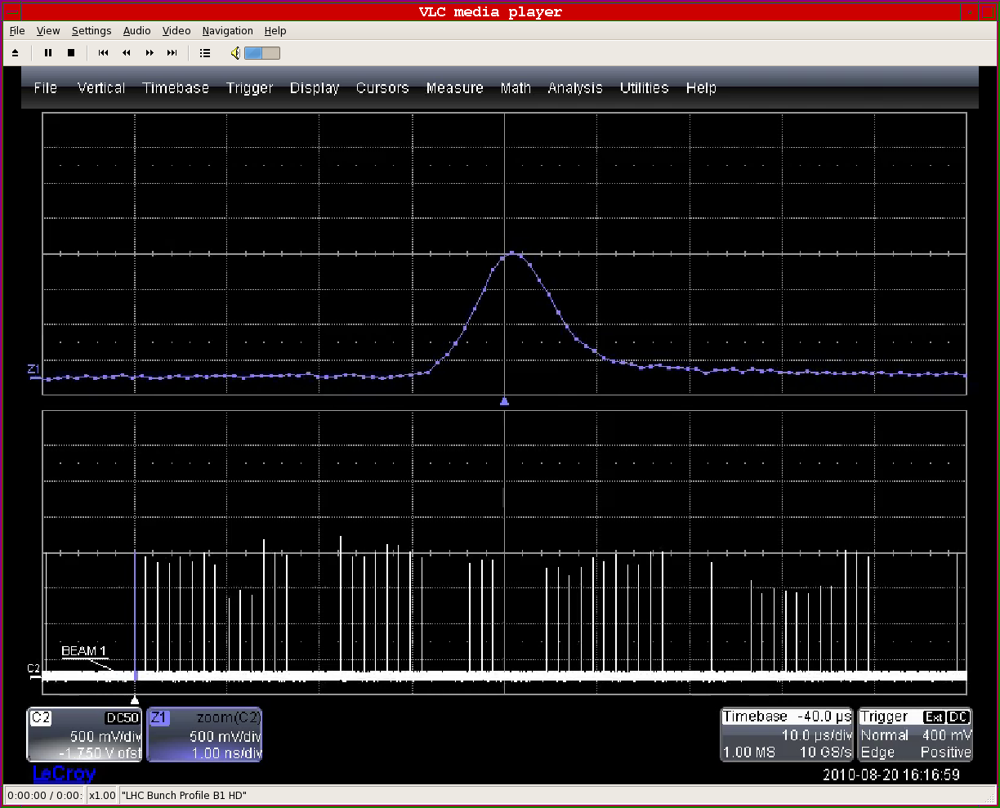 VLC media player
File View Settings Audio Video Navigation Help
File Vertical Timebase Trigger Display Cursors Measure Math Analysis Utilities Help
Z1
BEAM 1
C2
C2 DC50
500 mV/div
-1.750 V ofst
Z1 zoom(C2)
500 mV/div
1.00 ns/div
Timebase -40.0 µs
10.0 µs/div
1.00 MS 10 GS/s
Trigger Ext DC
Normal 400 mV
Edge Positive
LeCroy
2010-08-20 16:16:59
0:00:00 / 0:00: x1.00 "LHC Bunch Profile B1 HD"